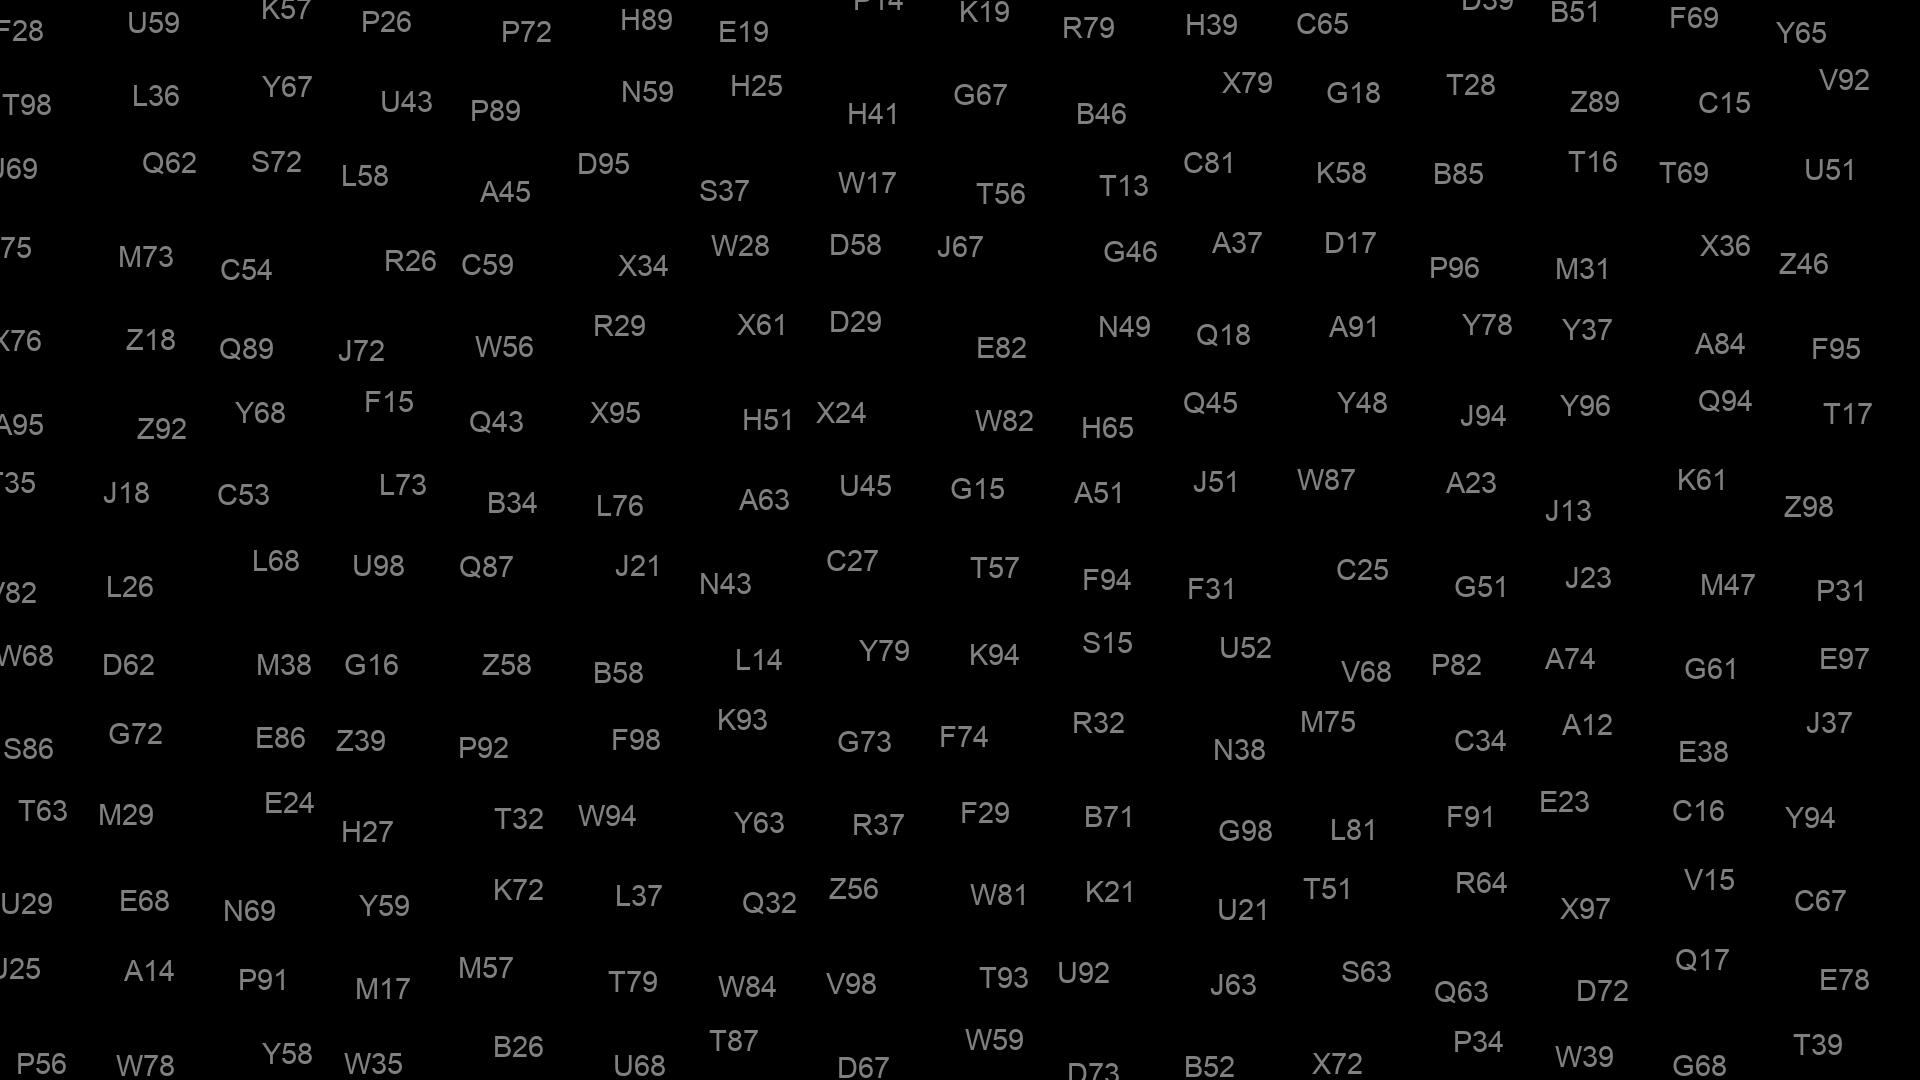 F28 U59 K57 P26 P72 H89 E19 P14 K19 R79 H39 C65 D39 B51 F69 Y65
T98 L36 Y67 U43 P89 N59 H25 H41 G67 B46 X79 G18 T28 Z89 C15 V92
Q62 S72 L58 A45 D95 S37 W17 T56 T13 C81 K58 B85 T16 T69 U51
75 M73 C54 R26 C59 X34 W28 D58 J67 G46 A37 D17 P96 M31 X36 Z46
X76 Z18 Q89 J72 W56 R29 X61 D29 E82 N49 Q18 A91 Y78 Y37 A84 F95
A95 Z92 Y68 F15 Q43 X95 H51 X24 W82 H65 Q45 Y48 J94 Y96 Q94 T17
J18 C53 L73 B34 L76 A63 U45 G15 A51 J51 W87 A23 J13 K61 Z98
L26 L68 U98 Q87 J21 N43 C27 T57 F94 F31 C25 G51 J23 M47 P31
W68 D62 M38 G16 Z58 B58 L14 Y79 K94 S15 U52 V68 P82 A74 G61 E97
S86 G72 E86 Z39 P92 F98 K93 G73 F74 R32 N38 M75 C34 A12 E38 J37
T63 M29 E24 H27 T32 W94 Y63 R37 F29 B71 G98 L81 F91 E23 C16 Y94
U29 E68 N69 Y59 K72 L37 Q32 Z56 W81 K21 U21 T51 R64 X97 V15 C67
A14 P91 M17 M57 T79 W84 V98 T93 U92 J63 S63 Q63 D72 Q17 E78
P56 W78 Y58 W35 B26 U68 T87 D67 W59 D73 B52 X72 P34 W39 G68 T39